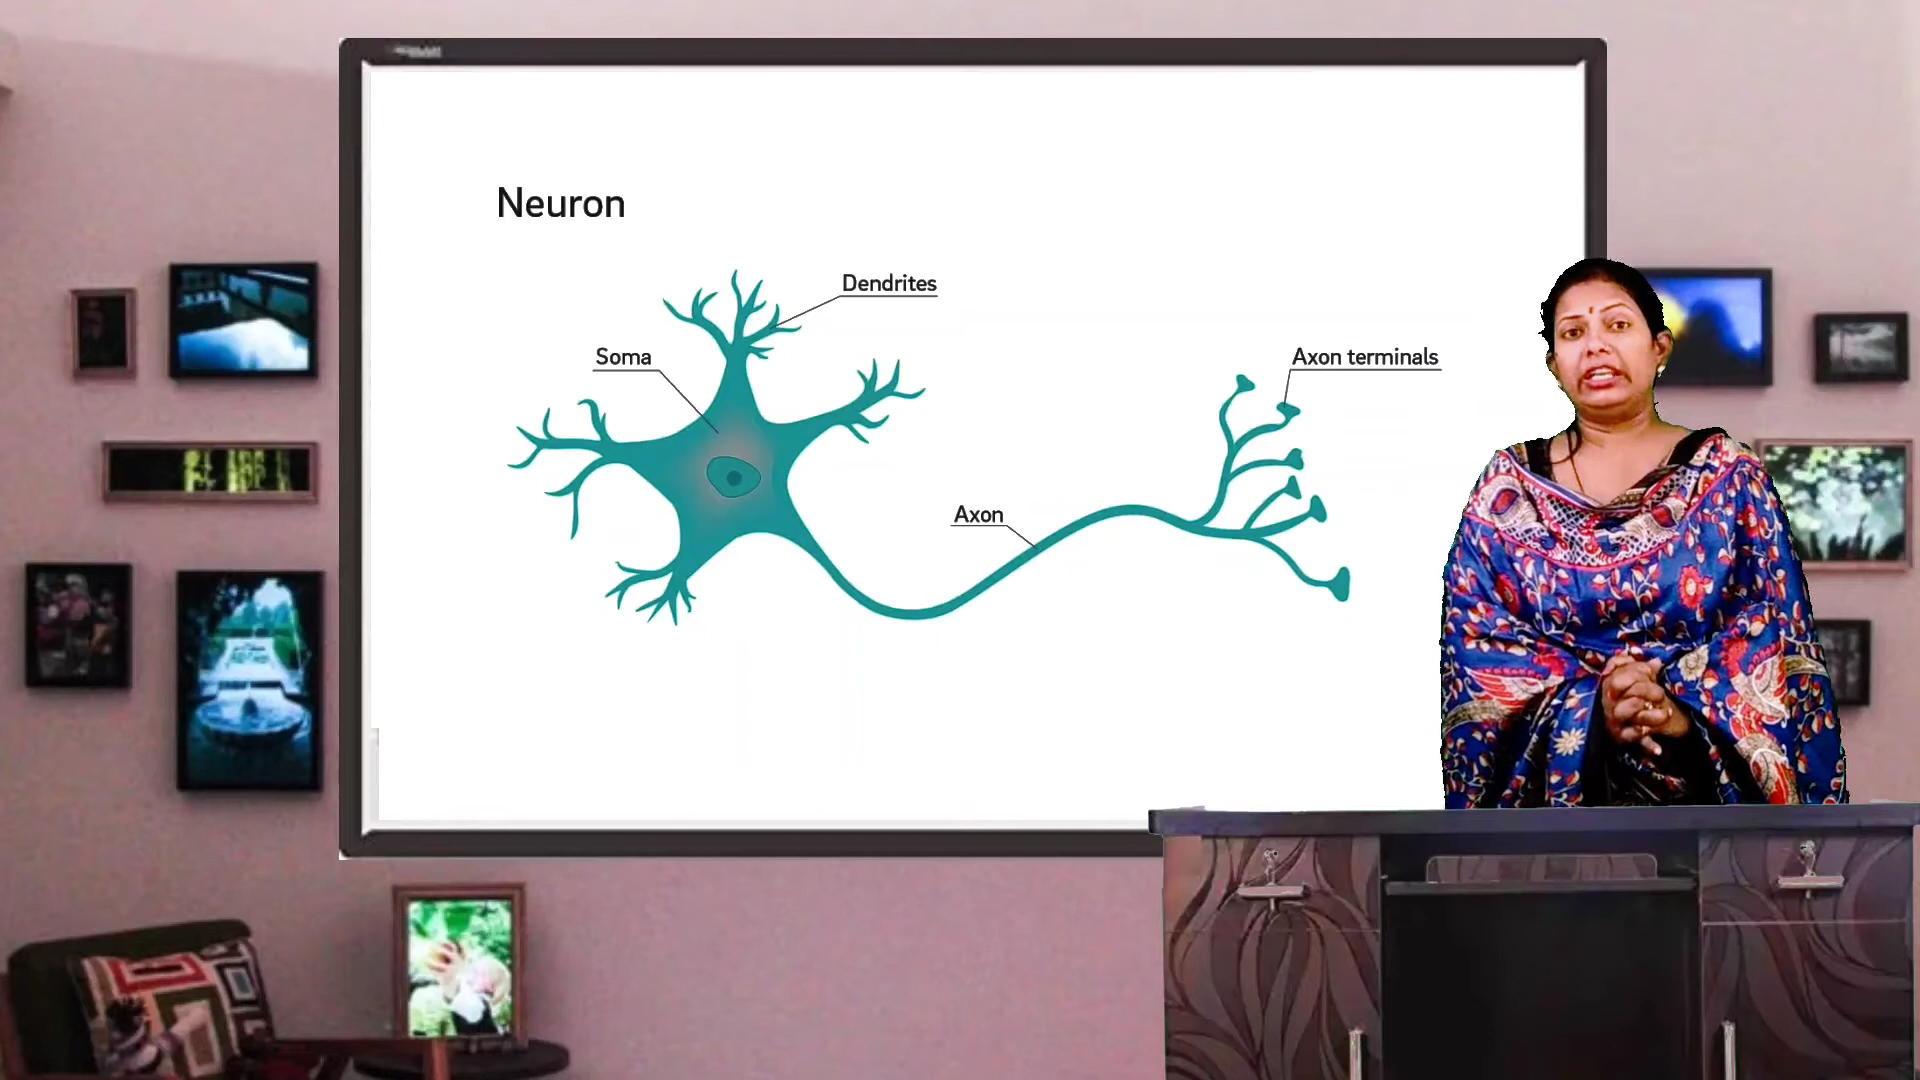 Neuron
Dendrites
Soma
Axon terminals
Axon